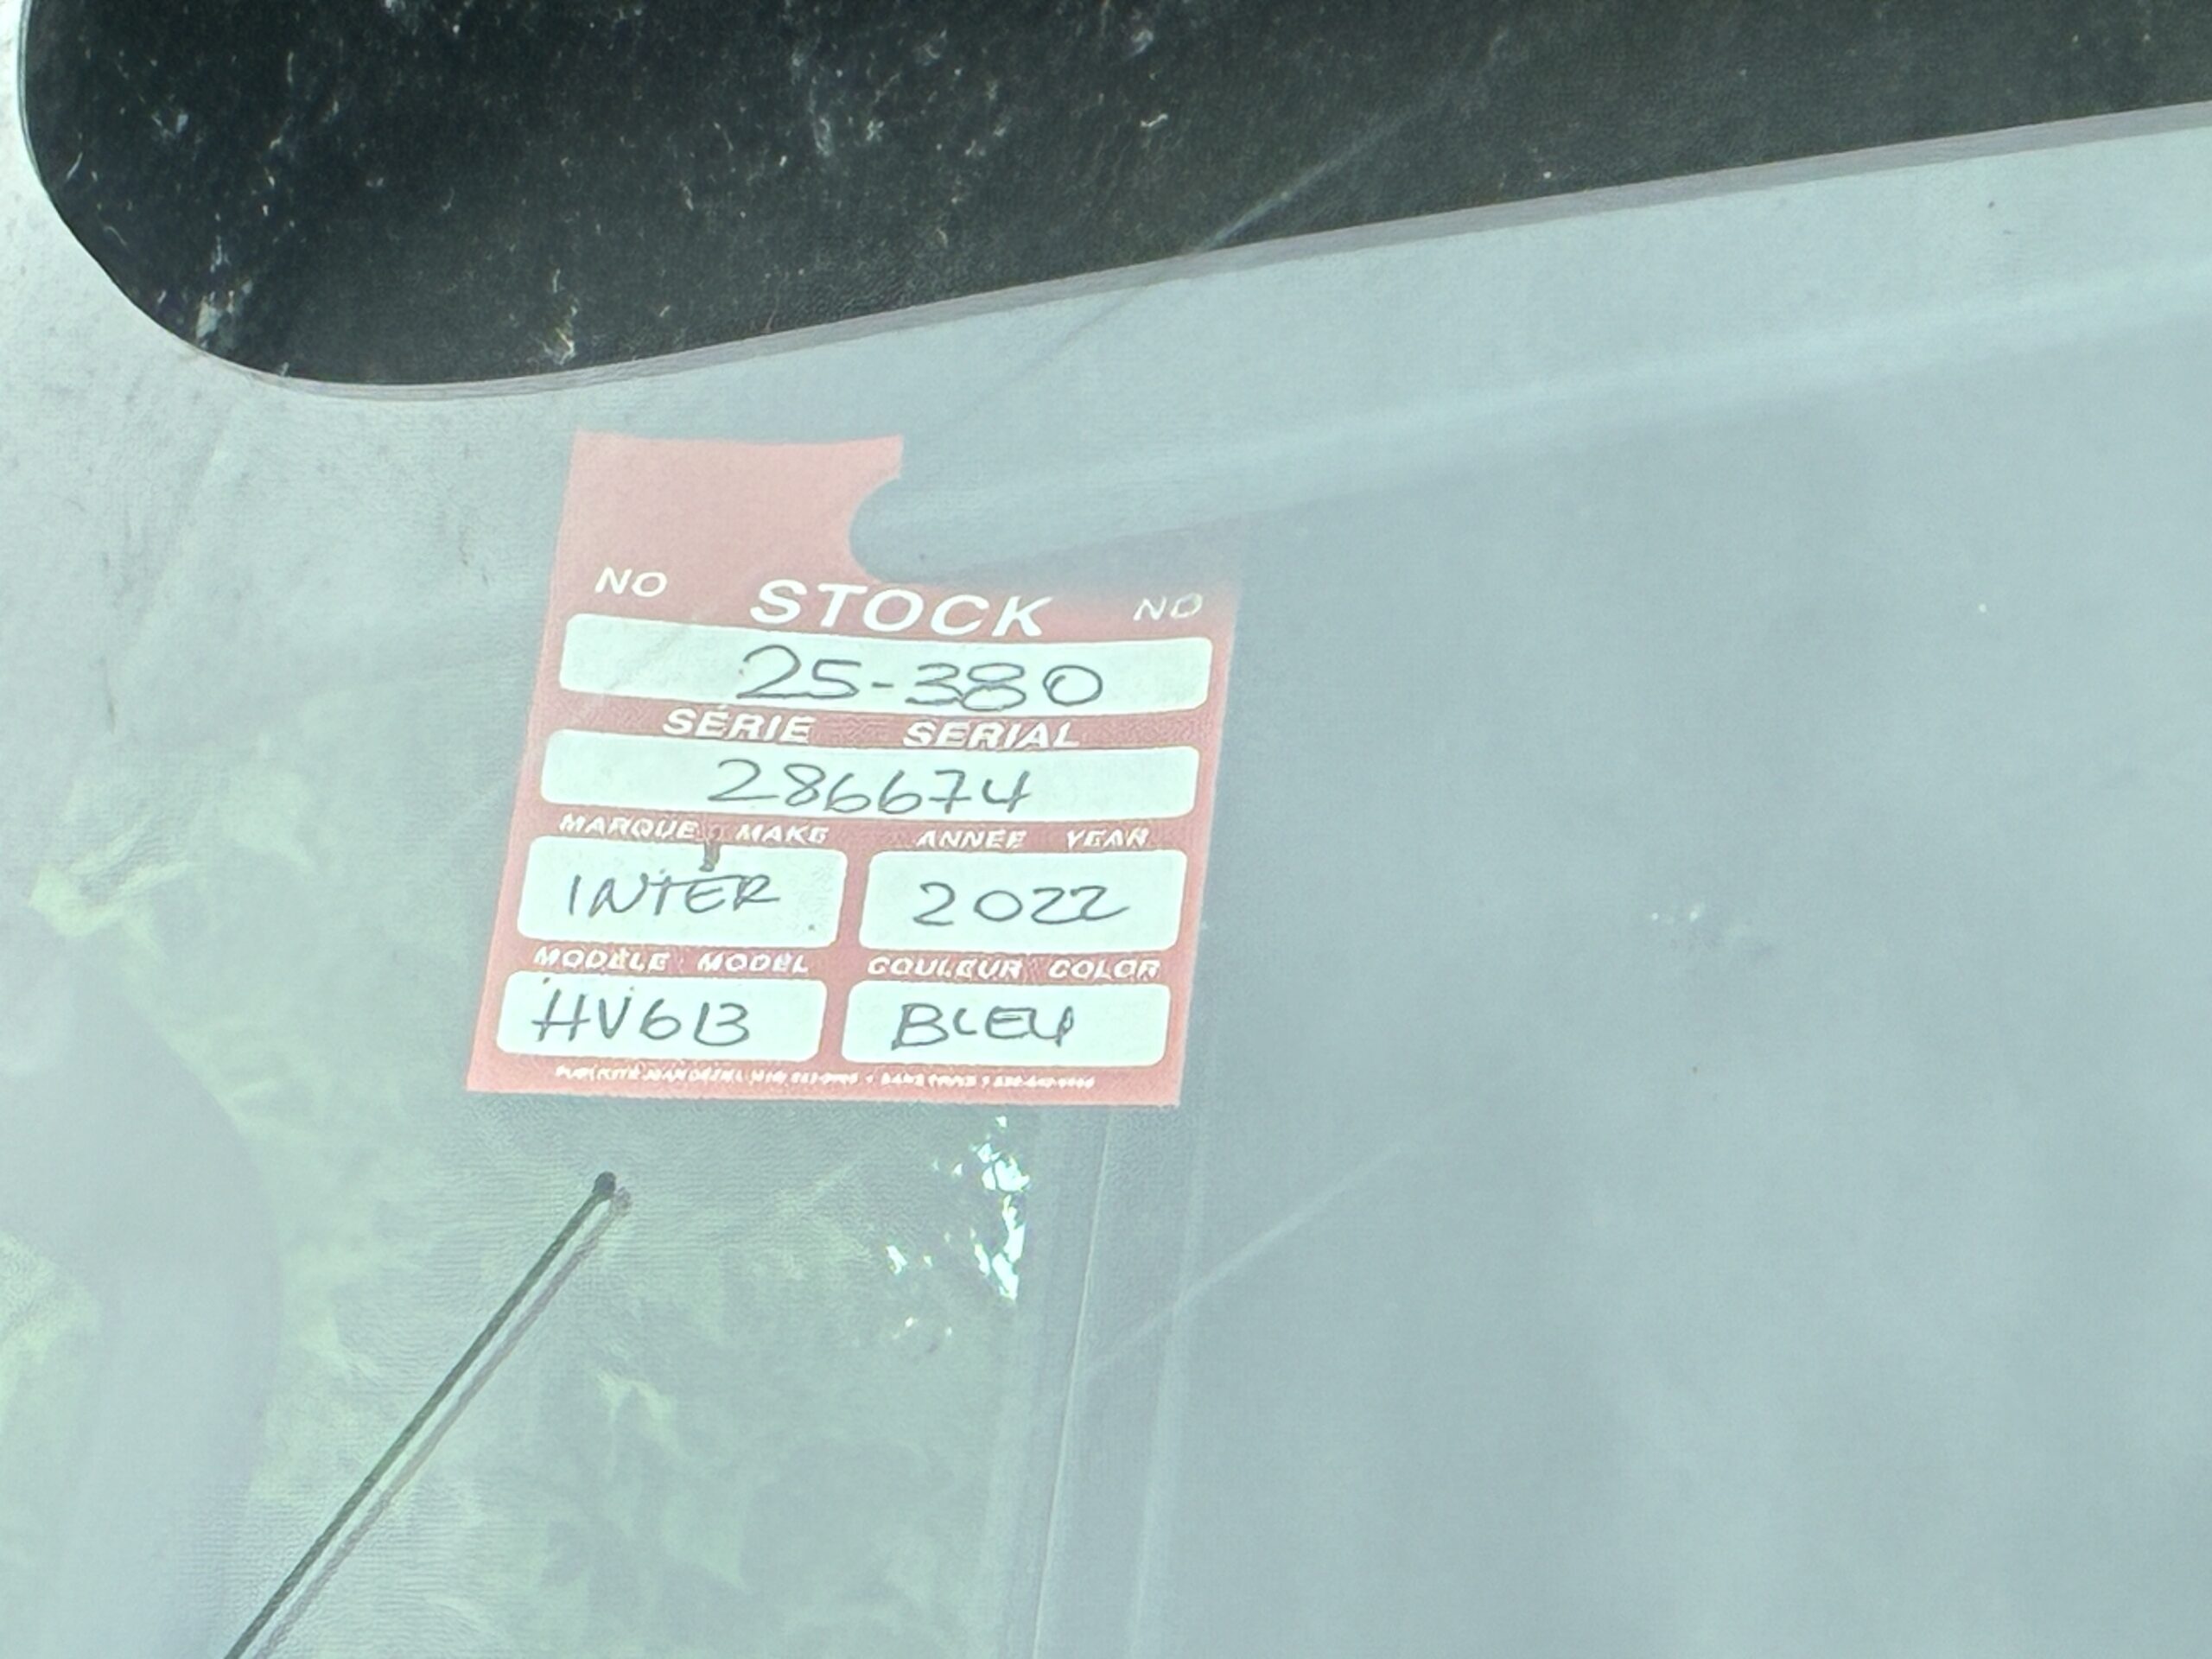 NO STOCK NO
25-380
SÉRIE SERIAL
286674
MARQUE MAKE ANNÉE YEAR
INTER 2022
MODÈLE MODEL COULEUR COLOR
HV613 BLEU